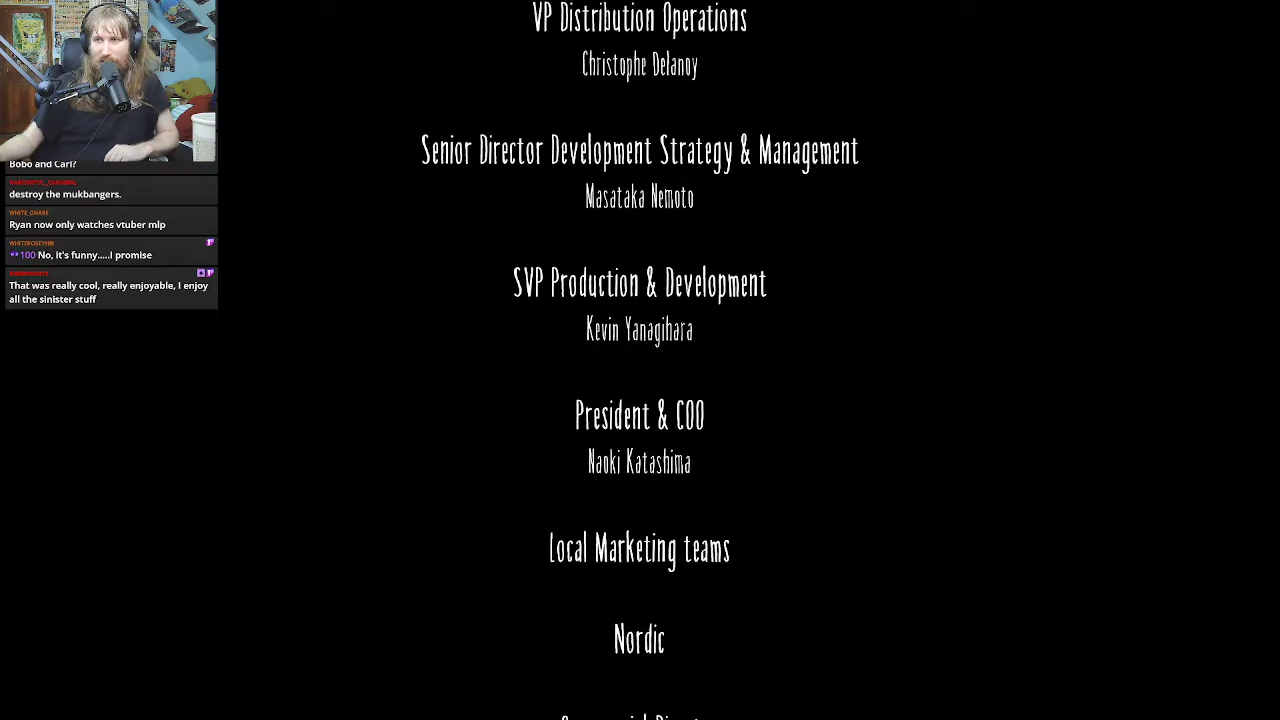 Bobo and Carl?
destroy the mukbangers.
WHITE_CHARE
Ryan now only watches vtuber mlp
WHITEROSE1988
100 No, it's funny.....I promise
That was really cool, really enjoyable, I enjoy
all the sinister stuff
VP Distribution Operations
Christophe Delanoy
Senior Director Development Strategy & Management
Masataka Nemoto
SVP Production & Development
Kevin Yanagihara
President & COO
Naoki Katashima
Local Marketing teams
Nordic